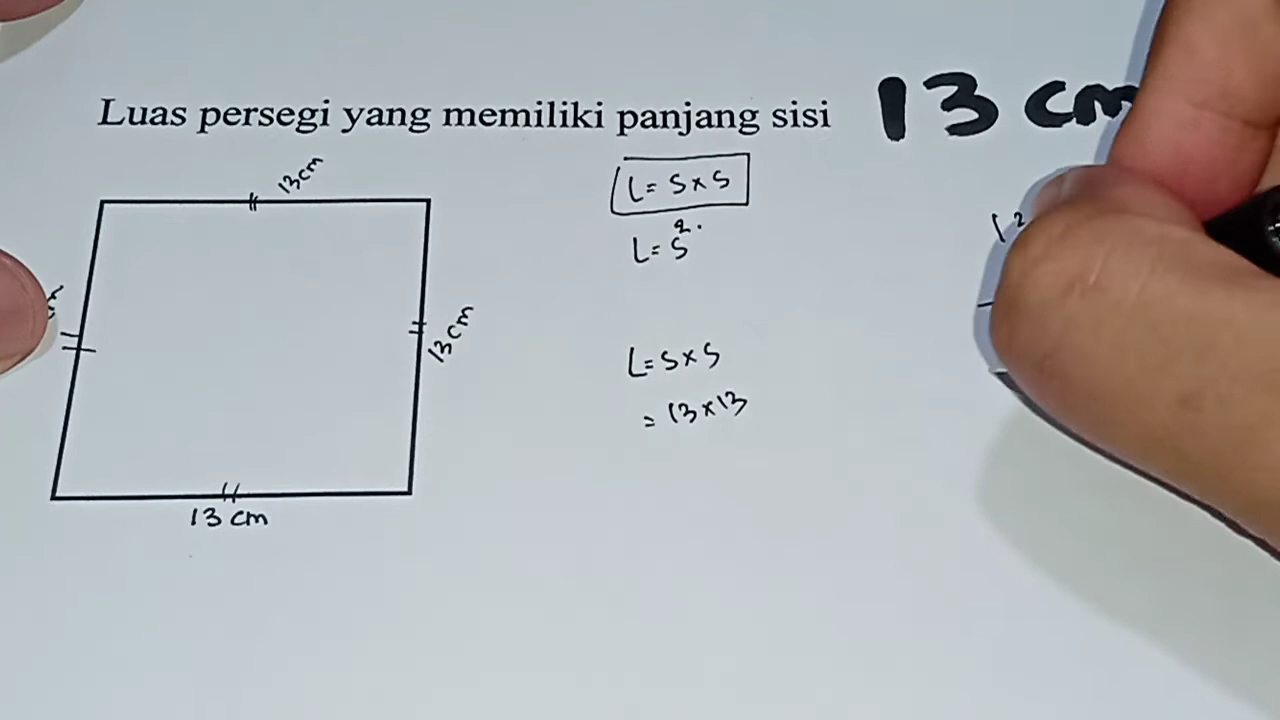 Luas persegi yang memiliki panjang sisi 13 cm
13cm
L= S×S
L= S².
13cm
L= S×S
= 13×13
13 cm